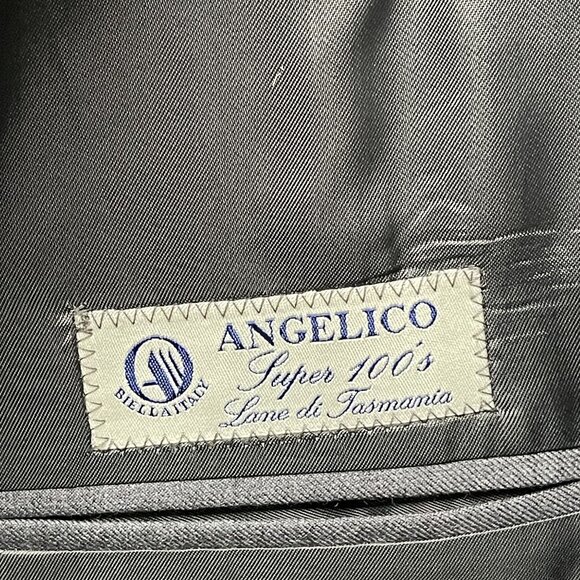 ANGELICO
Super 100's
Lane di Tasmania
BIELLA ITALY